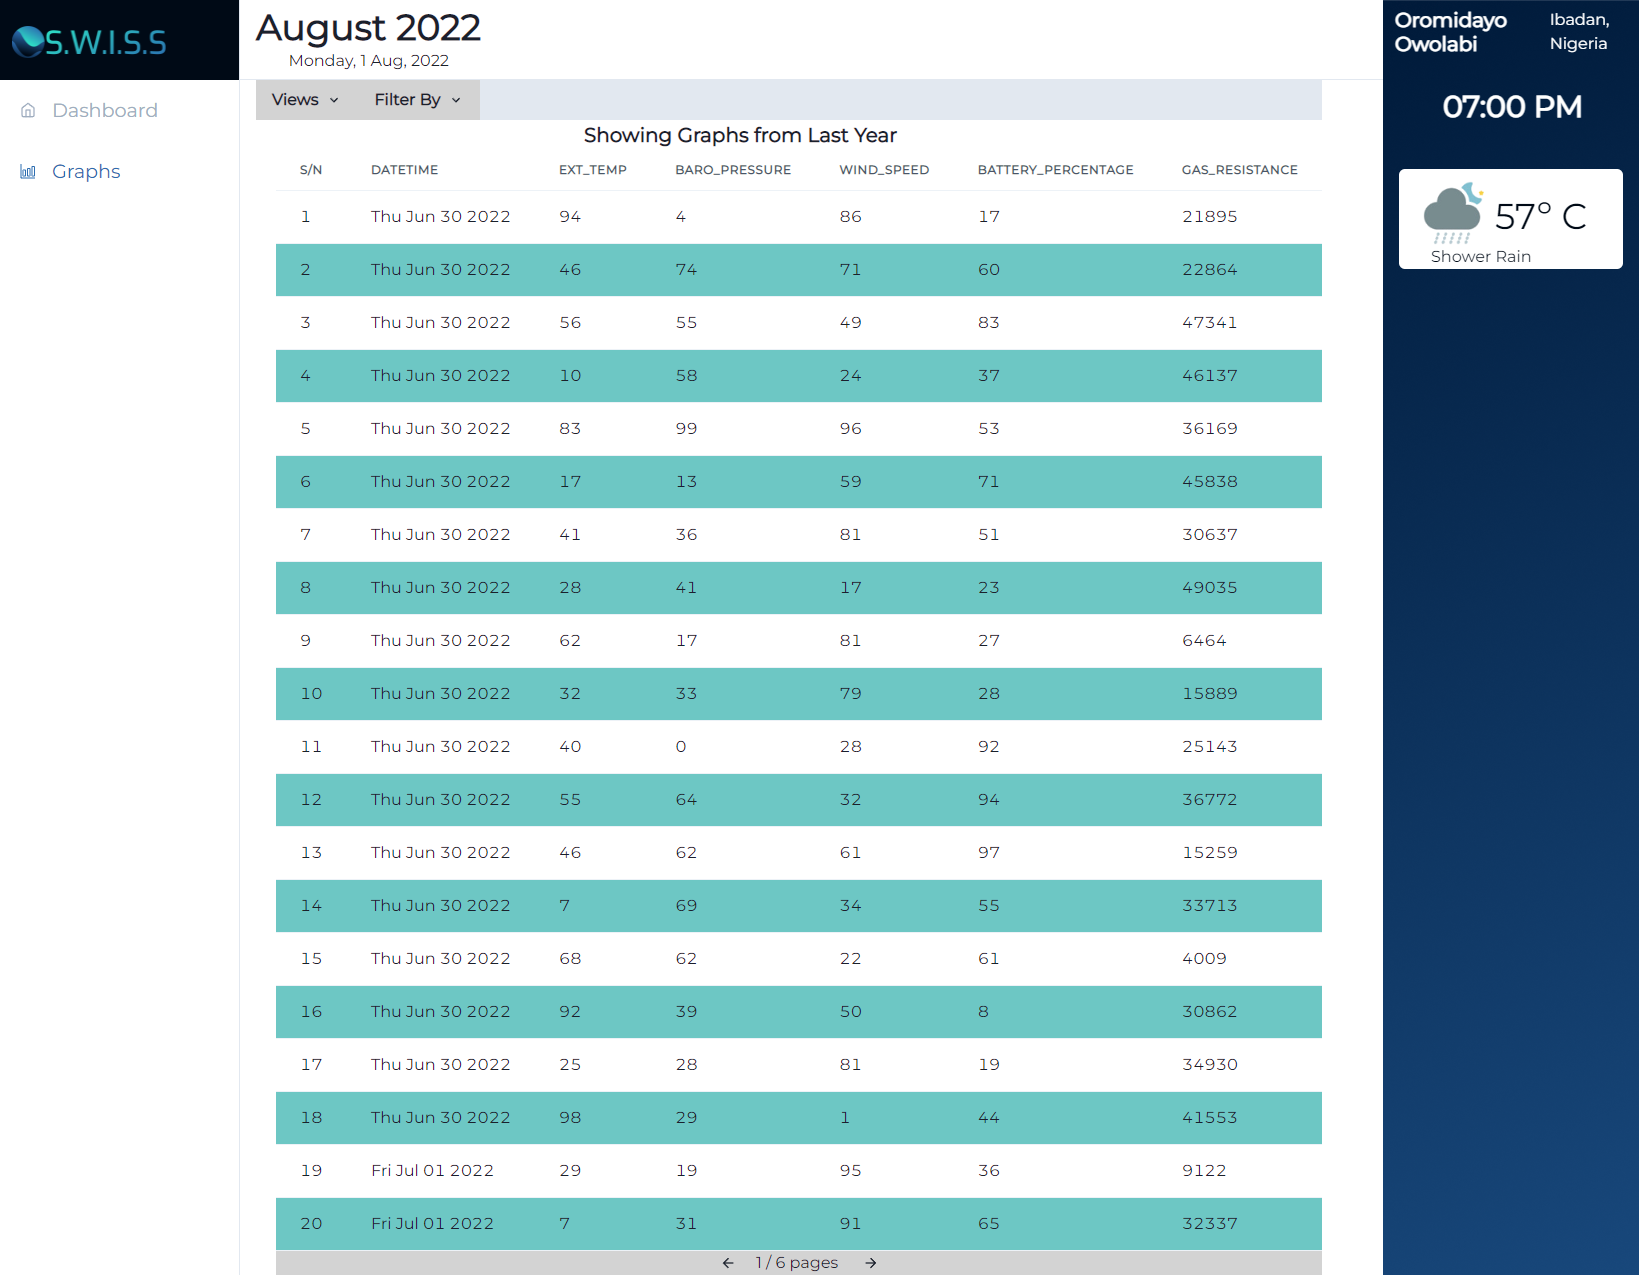 S.W.I.S.S
Dashboard
Graphs
August 2022
Monday, 1 Aug, 2022
Views Filter By
Showing Graphs from Last Year
S/N DATETIME EXT_TEMP BARO_PRESSURE WIND_SPEED BATTERY_PERCENTAGE GAS_RESISTANCE
1 Thu Jun 30 2022 94 4 86 17 21895
2 Thu Jun 30 2022 46 74 71 60 22864
3 Thu Jun 30 2022 56 55 49 83 47341
4 Thu Jun 30 2022 10 58 24 37 46137
5 Thu Jun 30 2022 83 99 96 53 36169
6 Thu Jun 30 2022 17 13 59 71 45838
7 Thu Jun 30 2022 41 36 81 51 30637
8 Thu Jun 30 2022 28 41 17 23 49035
9 Thu Jun 30 2022 62 17 81 27 6464
10 Thu Jun 30 2022 32 33 79 28 15889
11 Thu Jun 30 2022 40 0 28 92 25143
12 Thu Jun 30 2022 55 64 32 94 36772
13 Thu Jun 30 2022 46 62 61 97 15259
14 Thu Jun 30 2022 7 69 34 55 33713
15 Thu Jun 30 2022 68 62 22 61 4009
16 Thu Jun 30 2022 92 39 50 8 30862
17 Thu Jun 30 2022 25 28 81 19 34930
18 Thu Jun 30 2022 98 29 1 44 41553
19 Fri Jul 01 2022 29 19 95 36 9122
20 Fri Jul 01 2022 7 31 91 65 32337
← 1 / 6 pages →
Oromidayo
Owolabi
Ibadan,
Nigeria
07:00 PM
57° C
Shower Rain